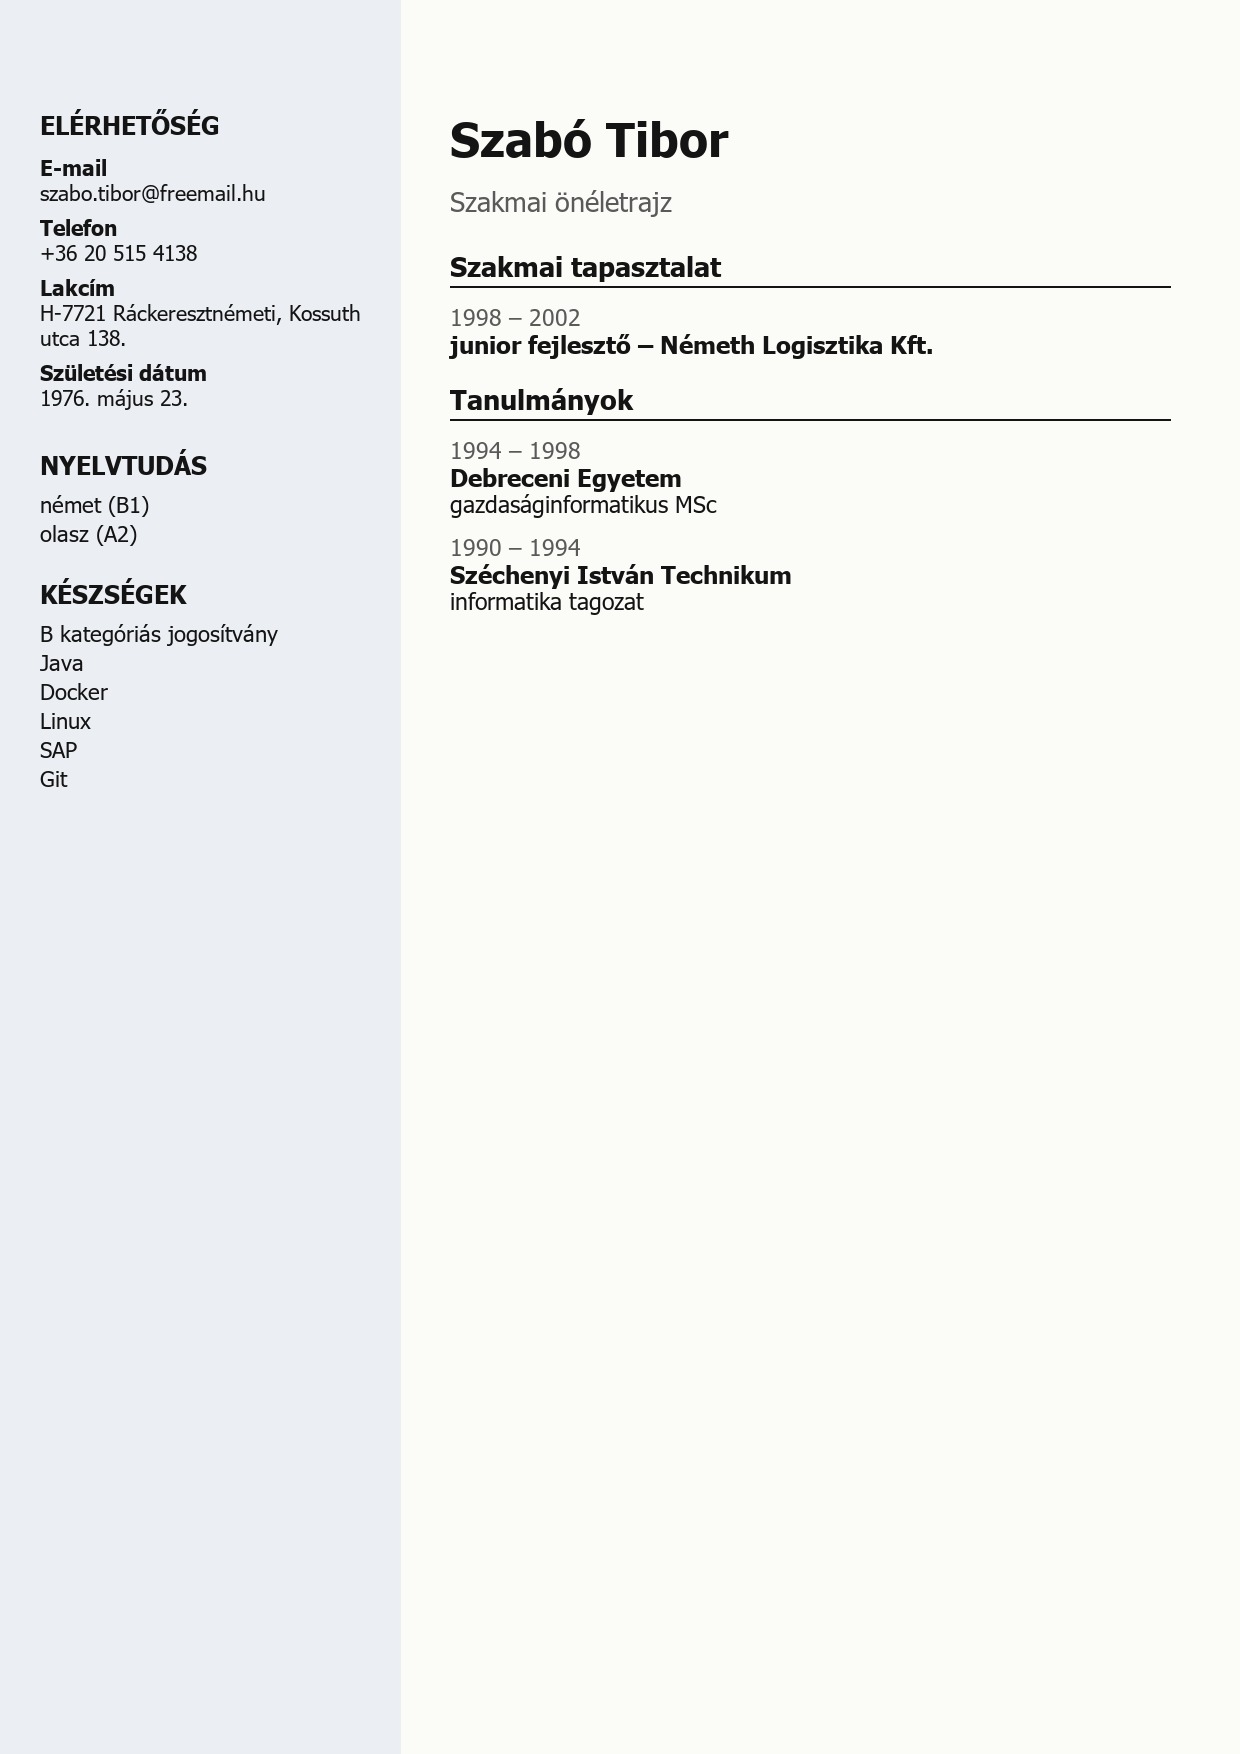 ELÉRHETŐSÉG
E-mail
szabo.tibor@freemail.hu
Telefon
+36 20 515 4138
Lakcím
H-7721 Ráckeresztnémeti, Kossuth
utca 138.
Születési dátum
1976. május 23.
NYELVTUDÁS
német (B1)
olasz (A2)
KÉSZSÉGEK
B kategóriás jogosítvány
Java
Docker
Linux
SAP
Git
Szabó Tibor
Szakmai önéletrajz
Szakmai tapasztalat
1998 – 2002
junior fejlesztő – Németh Logisztika Kft.
Tanulmányok
1994 – 1998
Debreceni Egyetem
gazdaságinformatikus MSc
1990 – 1994
Széchenyi István Technikum
informatika tagozat